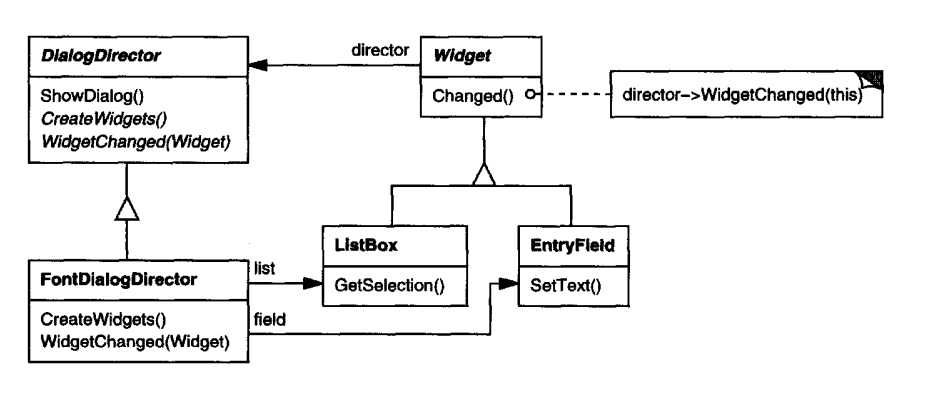 DialogDirector
ShowDialog()
CreateWidgets()
WidgetChanged(Widget)
director
Widget
Changed()
director–>WidgetChanged(this)
ListBox
GetSelection()
EntryField
SetText()
FontDialogDirector
CreateWidgets()
WidgetChanged(Widget)
list
field